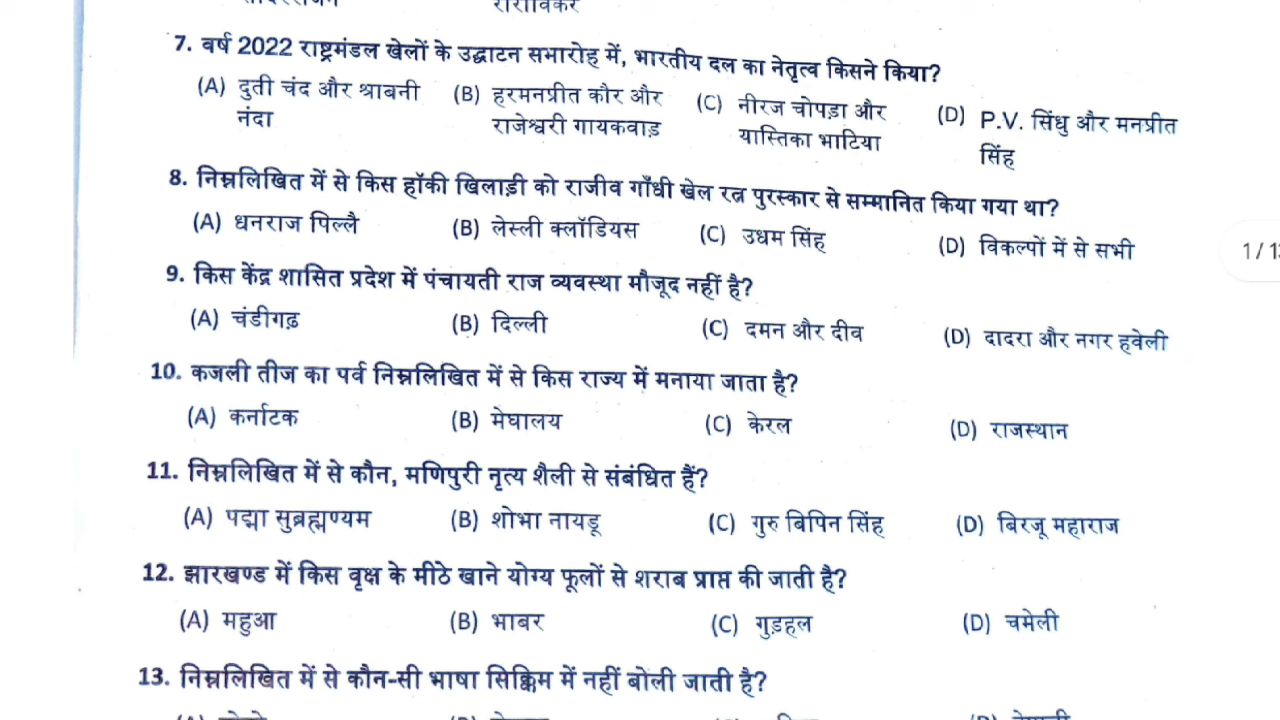 7. वर्ष 2022 राष्ट्रमंडल खेलों के उद्घाटन समारोह में, भारतीय दल का नेतृत्व किसने किया?
(A) दुती चंद और श्राबनी नंदा (B) हरमनप्रीत कौर और राजेश्वरी गायकवाड़ (C) नीरज चोपड़ा और यास्तिका भाटिया (D) P.V. सिंधु और मनप्रीत सिंह
8. निम्नलिखित में से किस हॉकी खिलाड़ी को राजीव गाँधी खेल रत्न पुरस्कार से सम्मानित किया गया था?
(A) धनराज पिल्लै (B) लेस्ली क्लॉडियस (C) उधम सिंह (D) विकल्पों में से सभी
1/13
9. किस केंद्र शासित प्रदेश में पंचायती राज व्यवस्था मौजूद नहीं है?
(A) चंडीगढ़ (B) दिल्ली (C) दमन और दीव (D) दादरा और नगर हवेली
10. कजली तीज का पर्व निम्नलिखित में से किस राज्य में मनाया जाता है?
(A) कर्नाटक (B) मेघालय (C) केरल (D) राजस्थान
11. निम्नलिखित में से कौन, मणिपुरी नृत्य शैली से संबंधित हैं?
(A) पद्मा सुब्रह्मण्यम (B) शोभा नायडू (C) गुरु बिपिन सिंह (D) बिरजू महाराज
12. झारखण्ड में किस वृक्ष के मीठे खाने योग्य फूलों से शराब प्राप्त की जाती है?
(A) महुआ (B) भाबर (C) गुड़हल (D) चमेली
13. निम्नलिखित में से कौन-सी भाषा सिक्किम में नहीं बोली जाती है?